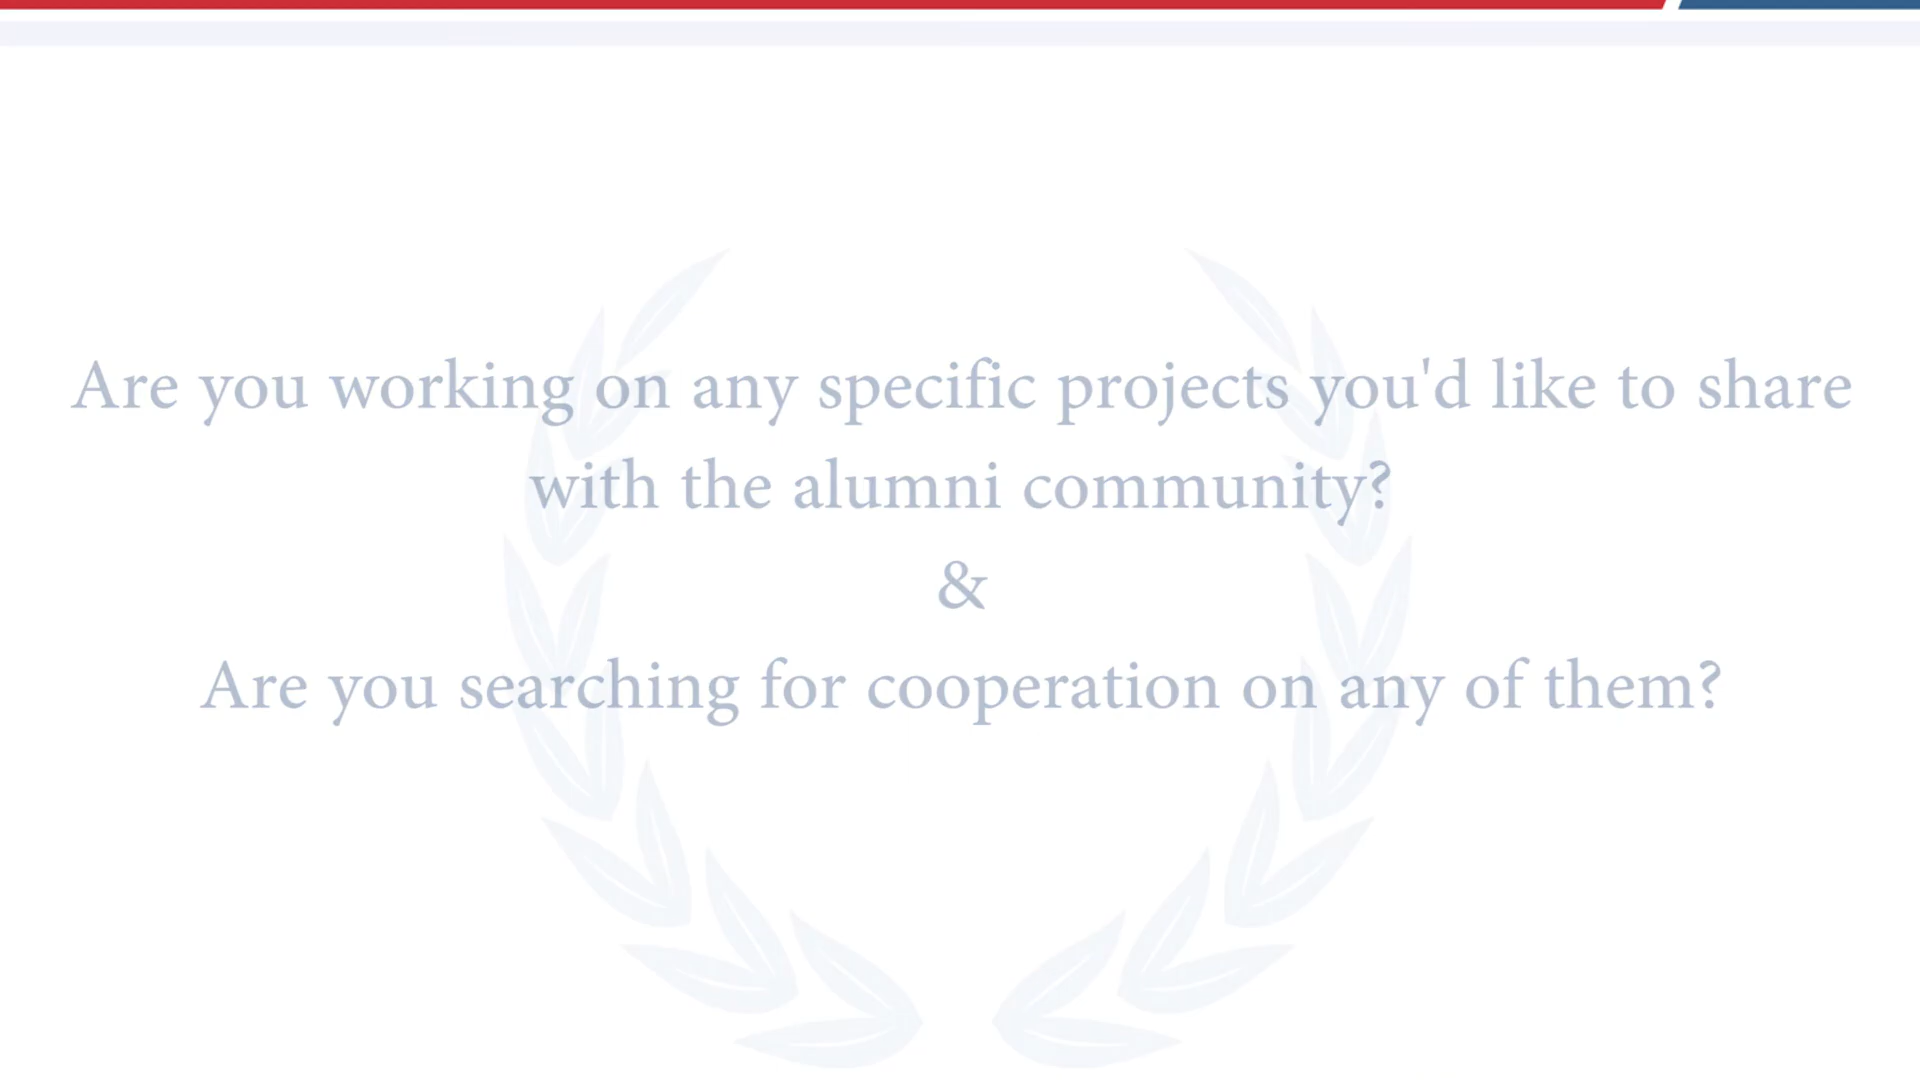 Are you working on any specific projects you'd like to share
with the alumni community?
&
Are you searching for cooperation on any of them?